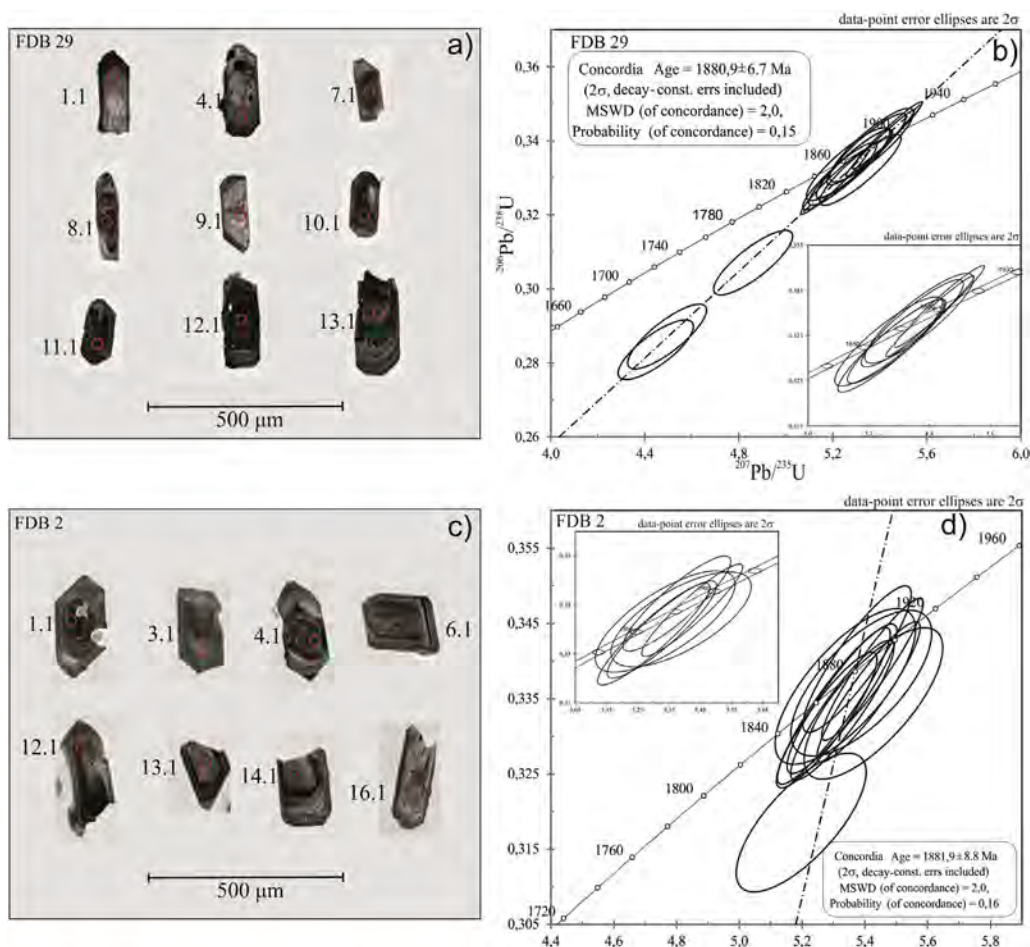 FDB 29
a)
1.1
4.1
7.1
8.1
9.1
10.1
11.1
12.1
13.1
500 µm
data-point error ellipses are 2σ
FDB 29
b)
Concordia Age = 1880,9±6.7 Ma
(2σ, decay-const. errs included)
MSWD (of concordance) = 2,0,
Probability (of concordance) = 0,15
1940
1900
1860
1820
1780
1740
1700
1660
0,36
0,34
0,32
0,30
0,28
0,26
²⁰⁶Pb/²³⁸U
data-point error ellipses are 2σ
4,0
4,4
4,8
5,2
5,6
6,0
²⁰⁷Pb/²³⁵U
FDB 2
c)
1.1
3.1
4.1
6.1
12.1
13.1
14.1
16.1
500 µm
data-point error ellipses are 2σ
FDB 2
d)
data-point error ellipses are 2σ
1960
1920
1880
1840
1800
1760
1720
0,355
0,345
0,335
0,325
0,315
0,305
Concordia Age = 1881,9±8.8 Ma
(2σ, decay-const. errs included)
MSWD (of concordance) = 2,0,
Probability (of concordance) = 0,16
4,4
4,6
4,8
5,0
5,2
5,4
5,6
5,8